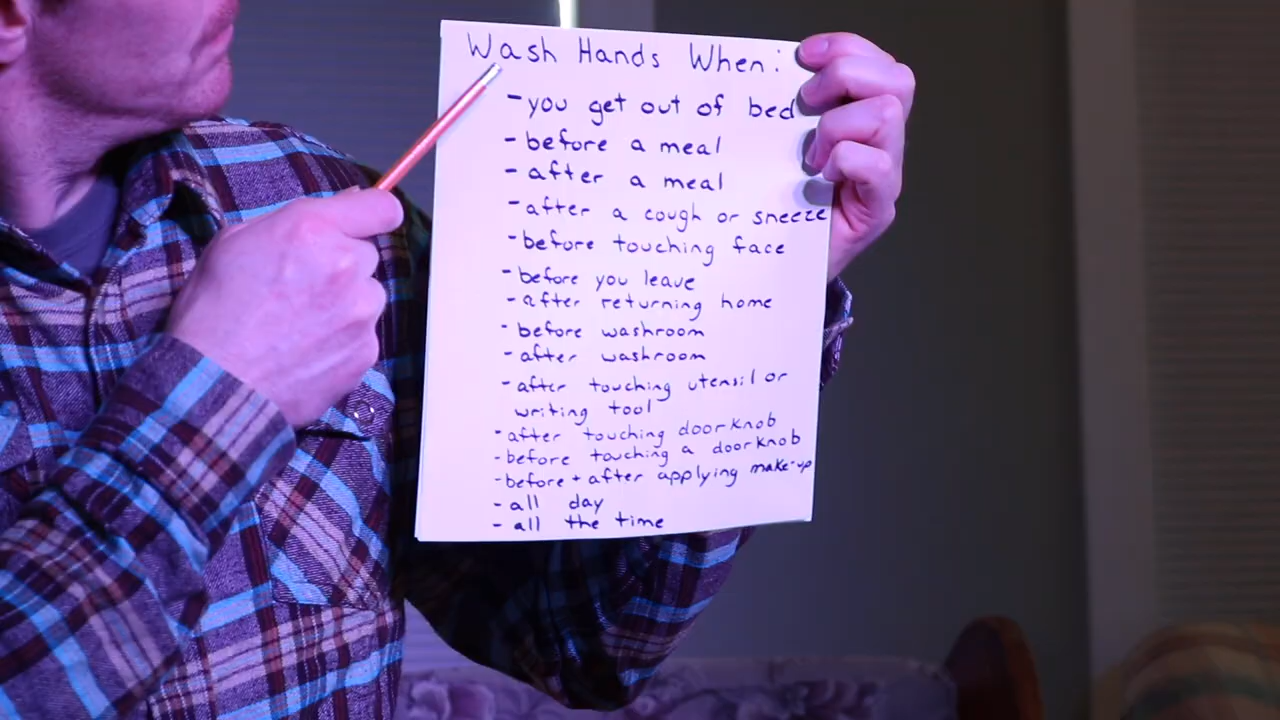 Wash Hands When:
- you get out of bed
- before a meal
- after a meal
- after a cough or sneeze
- before touching face
- before you leave
- after returning home
- before washroom
- after washroom
- after touching utensil or
writing tool
- after touching doorknob
- before touching a doorknob
- before + after applying make-up
- all day
- all the time